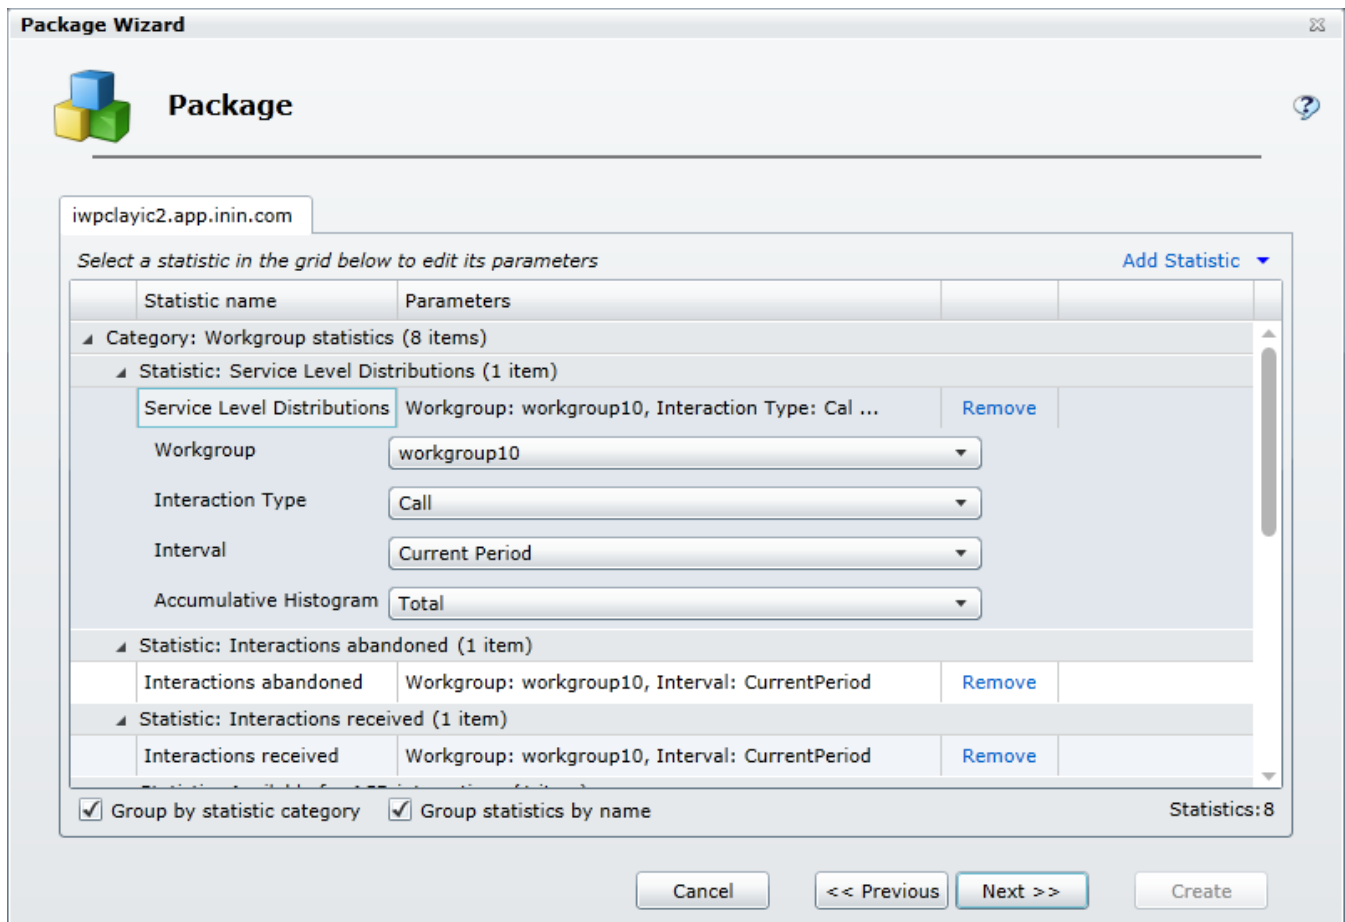 Package Wizard
Package
iwpclayic2.app.inin.com
Select a statistic in the grid below to edit its parameters
Add Statistic
Statistic name Parameters
Category: Workgroup statistics (8 items)
Statistic: Service Level Distributions (1 item)
Service Level Distributions Workgroup: workgroup10, Interaction Type: Cal ... Remove
Workgroup workgroup10
Interaction Type Call
Interval Current Period
Accumulative Histogram Total
Statistic: Interactions abandoned (1 item)
Interactions abandoned Workgroup: workgroup10, Interval: CurrentPeriod Remove
Statistic: Interactions received (1 item)
Interactions received Workgroup: workgroup10, Interval: CurrentPeriod Remove
Group by statistic category Group statistics by name Statistics:8
Cancel << Previous Next >> Create